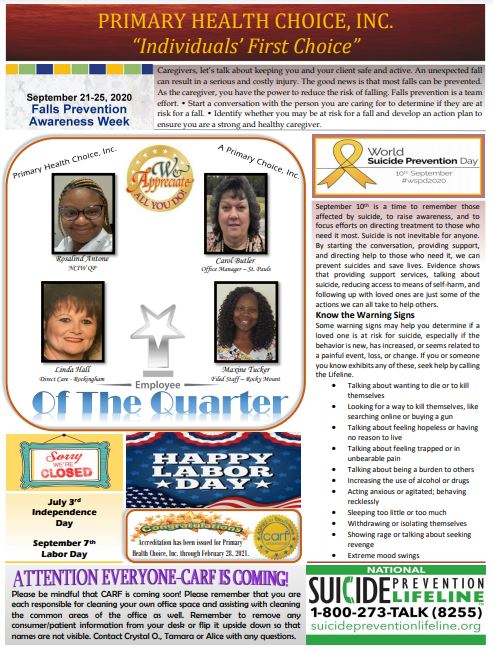 PRIMARY HEALTH CHOICE, INC.
“Individuals’ First Choice”
September 21-25, 2020
Falls Prevention
Awareness Week
Caregivers, let’s talk about keeping you and your client safe and active. An unexpected fall
can result in a serious and costly injury. The good news is that most falls can be prevented.
As the caregiver, you have the power to reduce the risk of falling. Falls prevention is a team
effort. • Start a conversation with the person you are caring for to determine if they are at
risk for a fall. • Identify whether you may be at risk for a fall and develop an action plan to
ensure you are a strong and healthy caregiver.
Primary Health Choice, Inc.
We
Appreciate
ALL YOU DO!
A Primary Choice, Inc.
Rosalind Antone
NCIW QP
Carol Butler
Office Manager – St. Pauls
Linda Hall
Direct Care - Rockingham
Maxine Tucker
Filed Staff – Rocky Mount
Employee
Of The Quarter
World
Suicide Prevention Day
10th September
#wspd2020
September 10th is a time to remember those
affected by suicide, to raise awareness, and to
focus efforts on directing treatment to those who
need it most. Suicide is not inevitable for anyone.
By starting the conversation, providing support,
and directing help to those who need it, we can
prevent suicides and save lives. Evidence shows
that providing support services, talking about
suicide, reducing access to means of self-harm, and
following up with loved ones are just some of the
actions we can all take to help others.
Know the Warning Signs
Some warning signs may help you determine if a
loved one is at risk for suicide, especially if the
behavior is new, has increased, or seems related to
a painful event, loss, or change. If you or someone
you know exhibits any of these, seek help by calling
the Lifeline.
• Talking about wanting to die or to kill
themselves
• Looking for a way to kill themselves, like
searching online or buying a gun
• Talking about feeling hopeless or having
no reason to live
• Talking about feeling trapped or in
unbearable pain
• Talking about being a burden to others
• Increasing the use of alcohol or drugs
• Acting anxious or agitated; behaving
recklessly
• Sleeping too little or too much
• Withdrawing or isolating themselves
• Showing rage or talking about seeking
revenge
• Extreme mood swings
Sorry
WE'RE
CLOSED
July 3rd
Independence
Day
September 7th
Labor Day
HAPPY
LABOR
DAY
Congratulations
Accreditation has been issued for Primary
Health Choice, Inc. through February 28, 2021.
carf
ATTENTION EVERYONE-CARF IS COMING!
Please be mindful that CARF is coming soon! Please remember that you are
each responsible for cleaning your own office space and assisting with cleaning
the common areas of the office as well. Remember to remove any
consumer/patient information from your desk or flip it upside down so that
names are not visible. Contact Crystal O., Tamara or Alice with any questions.
NATIONAL
SUICIDE PREVENTION
LIFELINE
1-800-273-TALK (8255)
suicidepreventionlifeline.org